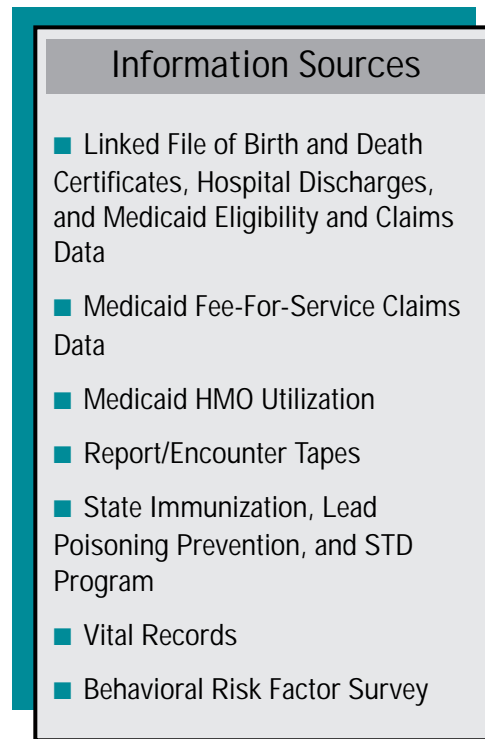 Information Sources
■ Linked File of Birth and Death
Certificates, Hospital Discharges,
and Medicaid Eligibility and Claims
Data
■ Medicaid Fee-For-Service Claims
Data
■ Medicaid HMO Utilization
■ Report/Encounter Tapes
■ State Immunization, Lead
Poisoning Prevention, and STD
Program
■ Vital Records
■ Behavioral Risk Factor Survey